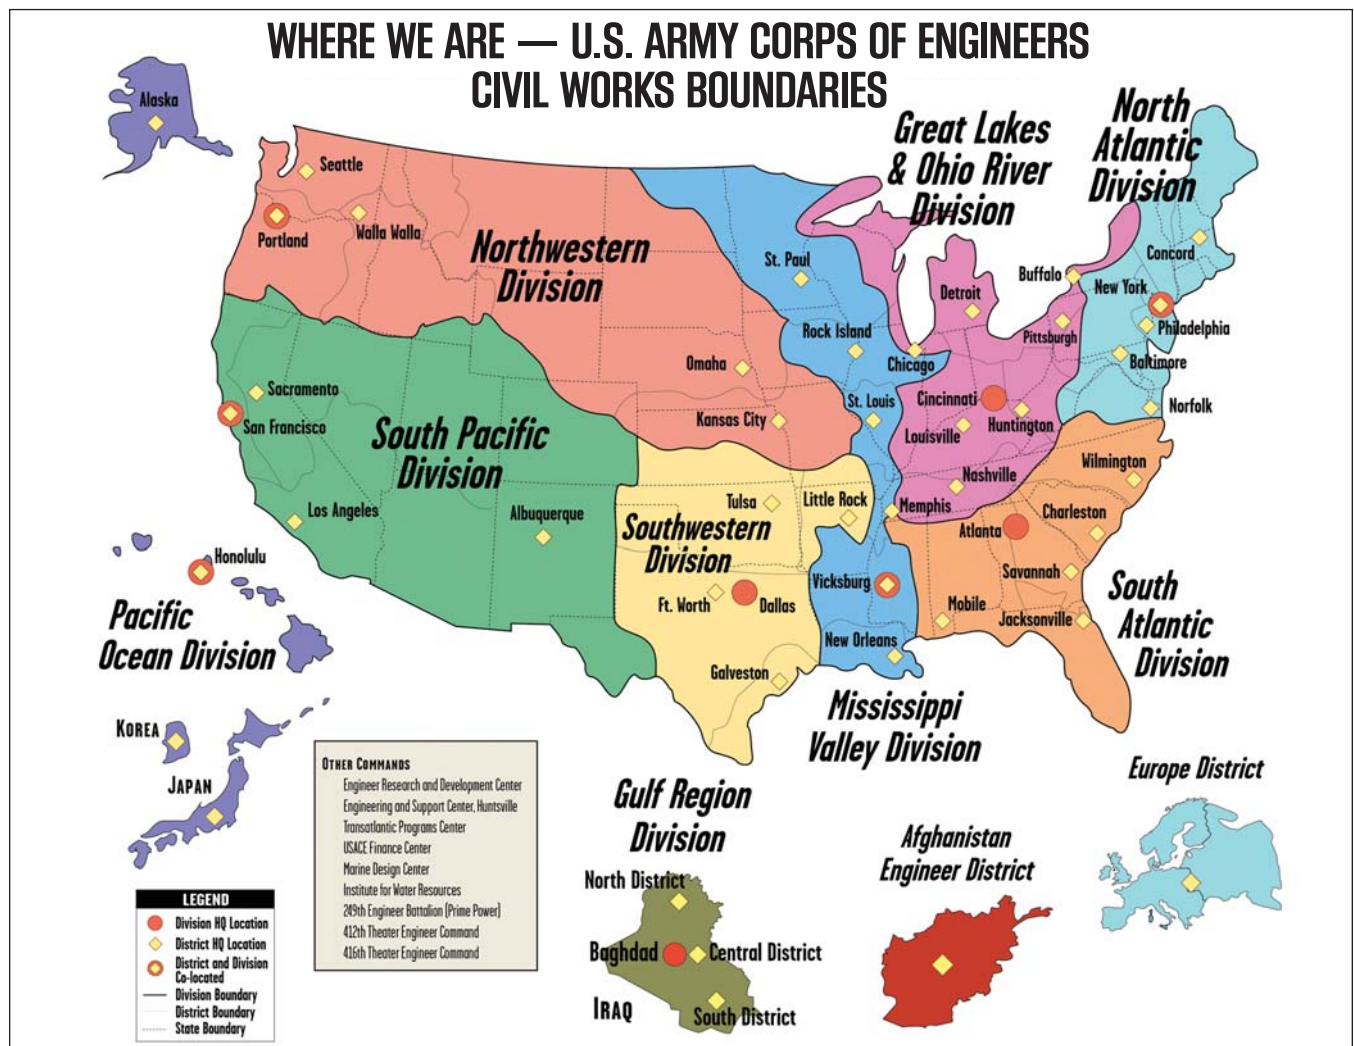 WHERE WE ARE — U.S. ARMY CORPS OF ENGINEERS
CIVIL WORKS BOUNDARIES
Alaska
Seattle
Portland
Walla Walla
Northwestern
Division
Omaha
Kansas City
St. Paul
Rock Island
St. Louis
Great Lakes
& Ohio River
Division
Detroit
Chicago
Buffalo
Pittsburgh
Cincinnati
Louisville
Huntington
Nashville
North
Atlantic
Division
Concord
New York
Philadelphia
Baltimore
Norfolk
Sacramento
San Francisco
Los Angeles
South Pacific
Division
Albuquerque
Tulsa
Little Rock
Southwestern
Division
Ft. Worth
Dallas
Galveston
Memphis
Vicksburg
New Orleans
Mississippi
Valley Division
Wilmington
Charleston
Atlanta
Savannah
Mobile
Jacksonville
South
Atlantic
Division
Honolulu
Pacific
Ocean Division
KOREA
JAPAN
LEGEND
Division HQ Location
District HQ Location
District and Division
Co-located
Division Boundary
District Boundary
State Boundary
OTHER COMMANDS
Engineer Research and Development Center
Engineering and Support Center, Huntsville
Transatlantic Programs Center
USACE Finance Center
Marine Design Center
Institute for Water Resources
249th Engineer Battalion (Prime Power)
412th Theater Engineer Command
416th Theater Engineer Command
Gulf Region
Division
North District
Baghdad
Central District
IRAQ
South District
Afghanistan
Engineer District
Europe District